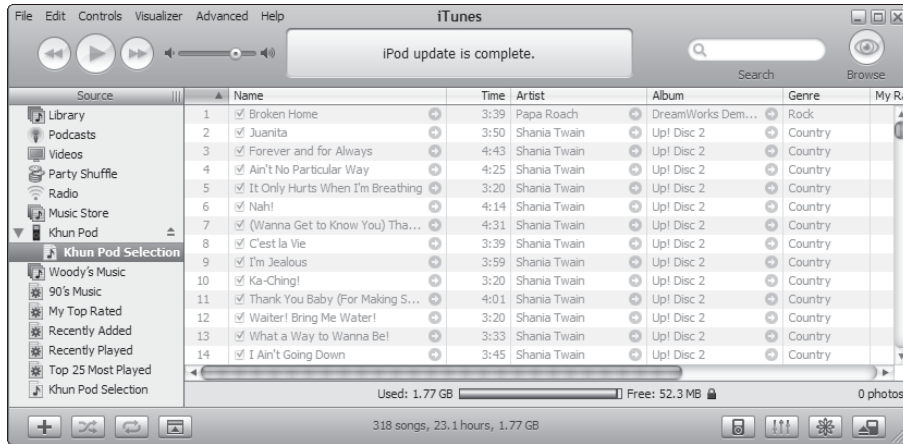 File Edit Controls Visualizer Advanced Help iTunes
iPod update is complete.
Search Browse
Source Name Time Artist Album Genre My Ra
Library 1 Broken Home 3:39 Papa Roach DreamWorks Dem... Rock
Podcasts 2 Juanita 3:50 Shania Twain Up! Disc 2 Country
Videos 3 Forever and for Always 4:43 Shania Twain Up! Disc 2 Country
Party Shuffle 4 Ain't No Particular Way 4:25 Shania Twain Up! Disc 2 Country
Radio 5 It Only Hurts When I'm Breathing 3:20 Shania Twain Up! Disc 2 Country
Music Store 6 Nah! 4:14 Shania Twain Up! Disc 2 Country
Khun Pod 7 (Wanna Get to Know You) Tha... 4:31 Shania Twain Up! Disc 2 Country
Khun Pod Selection 8 C'est la Vie 3:39 Shania Twain Up! Disc 2 Country
Woody's Music 9 I'm Jealous 3:59 Shania Twain Up! Disc 2 Country
90's Music 10 Ka-Ching! 3:20 Shania Twain Up! Disc 2 Country
My Top Rated 11 Thank You Baby (For Making S... 4:01 Shania Twain Up! Disc 2 Country
Recently Added 12 Waiter! Bring Me Water! 3:20 Shania Twain Up! Disc 2 Country
Recently Played 13 What a Way to Wanna Be! 3:33 Shania Twain Up! Disc 2 Country
Top 25 Most Played 14 I Ain't Going Down 3:45 Shania Twain Up! Disc 2 Country
Khun Pod Selection Used: 1.77 GB Free: 52.3 MB 0 photos
318 songs, 23.1 hours, 1.77 GB